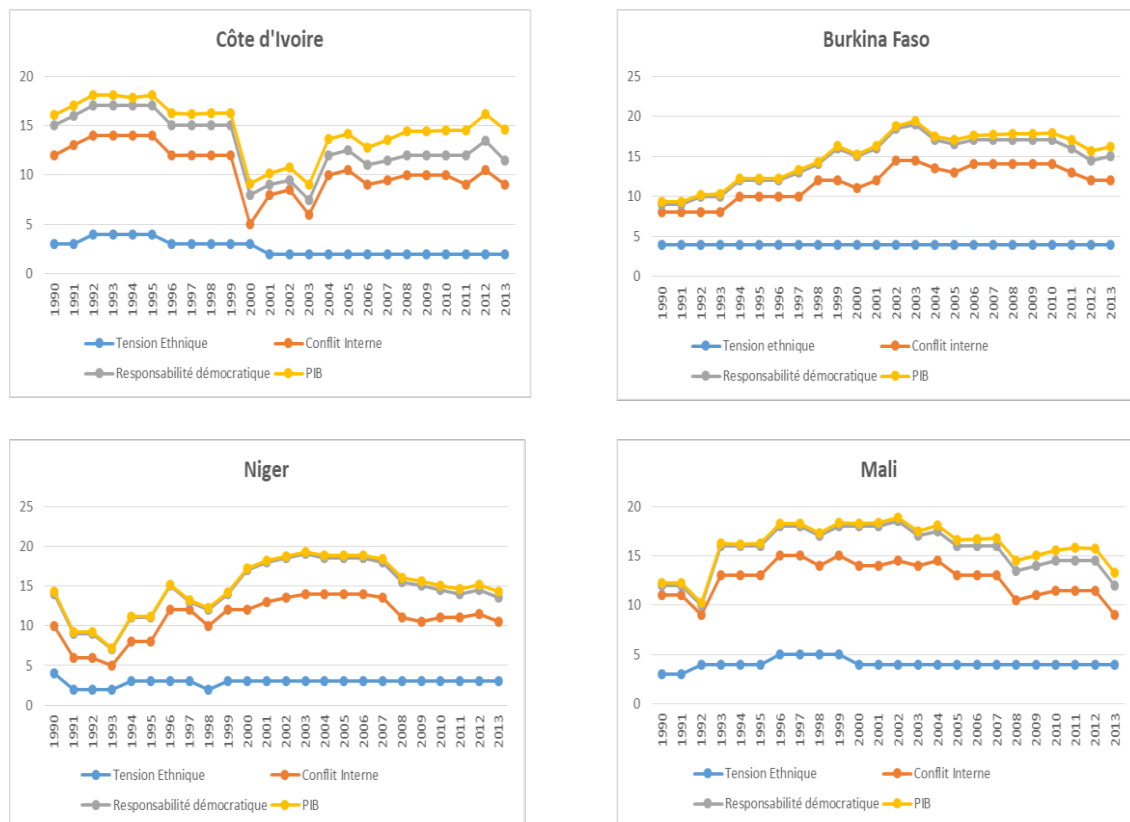 Côte d'Ivoire
20
15
10
5
0
1990 1991 1992 1993 1994 1995 1996 1997 1998 1999 2000 2001 2002 2003 2004 2005 2006 2007 2008 2009 2010 2011 2012 2013
Tension Ethnique Conflit Interne
Responsabilité démocratique PIB
Burkina Faso
25
20
15
10
5
0
1990 1991 1992 1993 1994 1995 1996 1997 1998 1999 2000 2001 2002 2003 2004 2005 2006 2007 2008 2009 2010 2011 2012 2013
Tension ethnique Conflit interne
Responsabilité démocratique PIB
Niger
25
20
15
10
5
0
1990 1991 1992 1993 1994 1995 1996 1997 1998 1999 2000 2001 2002 2003 2004 2005 2006 2007 2008 2009 2010 2011 2012 2013
Tension Ethnique Conflit Interne
Responsabilité démocratique PIB
Mali
20
15
10
5
0
1990 1991 1992 1993 1994 1995 1996 1997 1998 1999 2000 2001 2002 2003 2004 2005 2006 2007 2008 2009 2010 2011 2012 2013
Tension Ethnique Conflit Interne
Responsabilité démocratique PIB